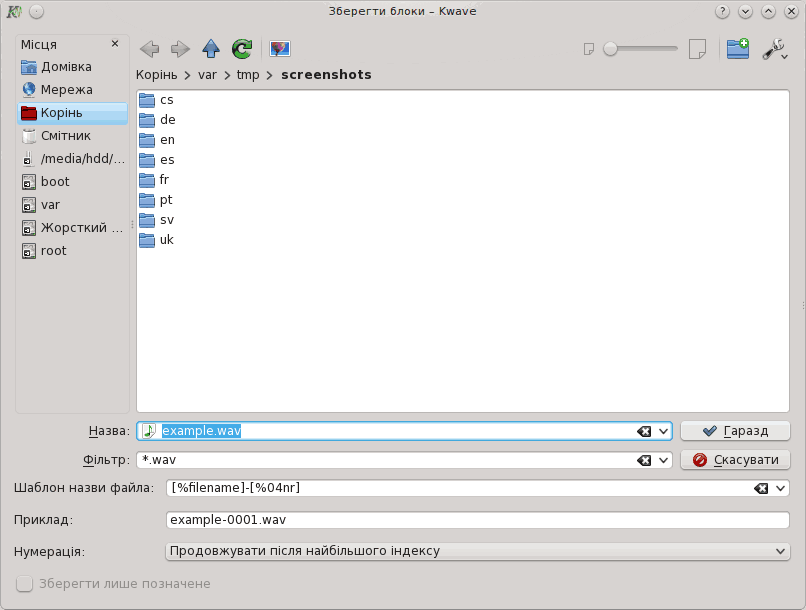 Зберегти блоки – Kwave
Місця
Домівка
Мережа
Корінь
Смітник
/media/hdd/...
boot
var
Жорсткий ...
root
Корінь > var > tmp > screenshots
cs
de
en
es
fr
pt
sv
uk
Назва: example.wav Гаразд
Фільтр: *.wav Скасувати
Шаблон назви файла: [%filename]-[%04nr]
Приклад: example-0001.wav
Нумерація: Продовжувати після найбільшого індексу
Зберегти лише позначене